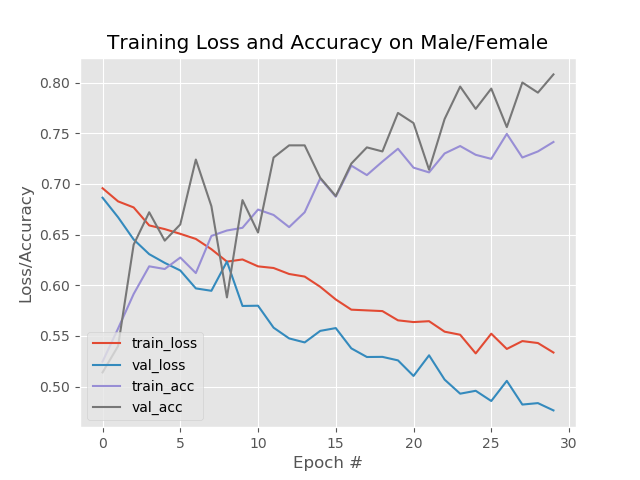 Training Loss and Accuracy on Male/Female
Loss/Accuracy
0.80
0.75
0.70
0.65
0.60
0.55
0.50
train_loss
val_loss
train_acc
val_acc
0 5 10 15 20 25 30
Epoch #